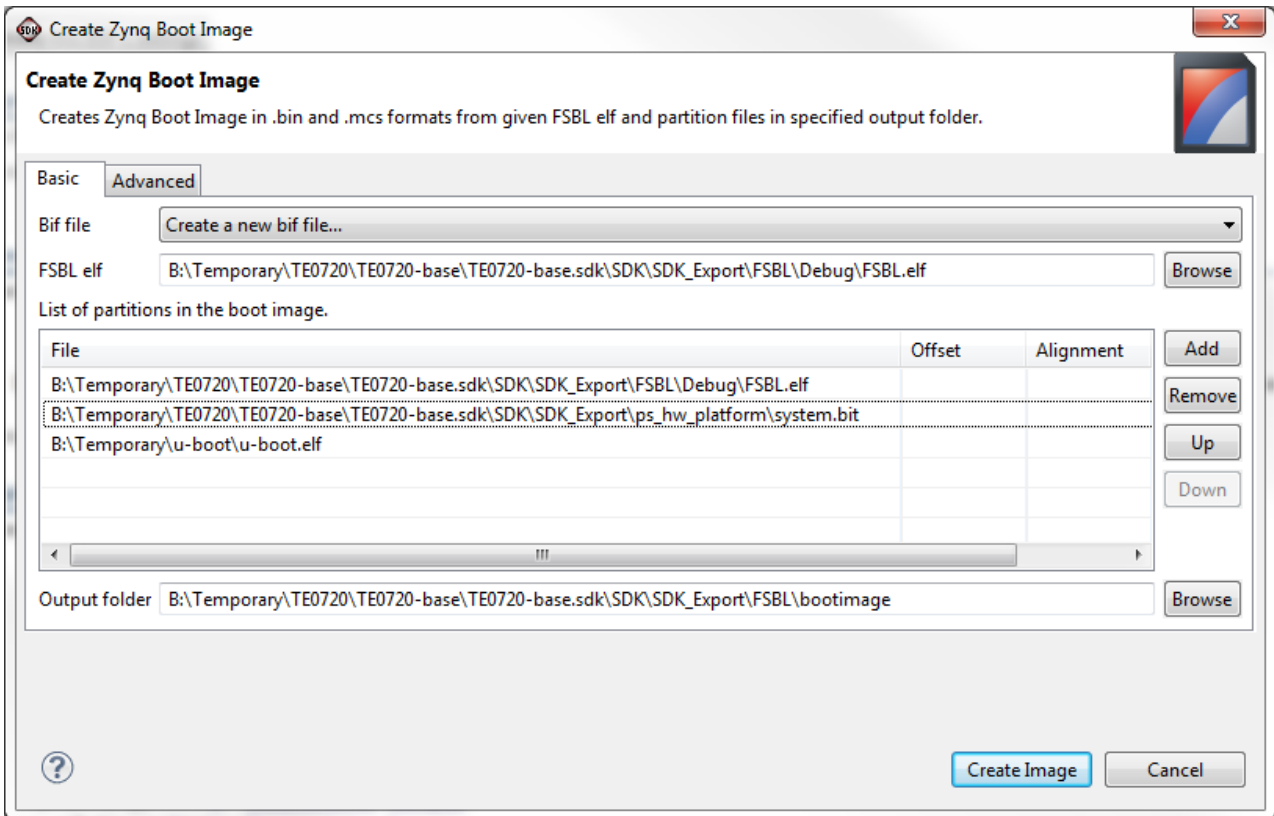 SDK Create Zynq Boot Image
Create Zynq Boot Image
Creates Zynq Boot Image in .bin and .mcs formats from given FSBL elf and partition files in specified output folder.
Basic Advanced
Bif file Create a new bif file...
FSBL elf B:\Temporary\TE0720\TE0720-base\TE0720-base.sdk\SDK\SDK_Export\FSBL\Debug\FSBL.elf Browse
List of partitions in the boot image.
File Offset Alignment Add
B:\Temporary\TE0720\TE0720-base\TE0720-base.sdk\SDK\SDK_Export\FSBL\Debug\FSBL.elf
Remove
B:\Temporary\TE0720\TE0720-base\TE0720-base.sdk\SDK\SDK_Export\ps_hw_platform\system.bit
B:\Temporary\u-boot\u-boot.elf Up
Down
Output folder B:\Temporary\TE0720\TE0720-base\TE0720-base.sdk\SDK\SDK_Export\FSBL\bootimage Browse
? Create Image Cancel